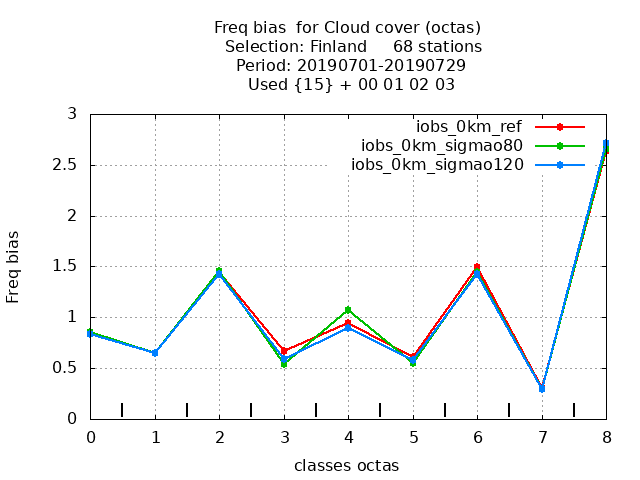 Freq bias  for Cloud cover (octas)
Selection: Finland     68 stations
Period: 20190701-20190729
Used {15} + 00 01 02 03
iobs_0km_ref
iobs_0km_sigmao80
iobs_0km_sigmao120
3
2.5
2
1.5
1
0.5
0
Freq bias
0 1 2 3 4 5 6 7 8
classes octas